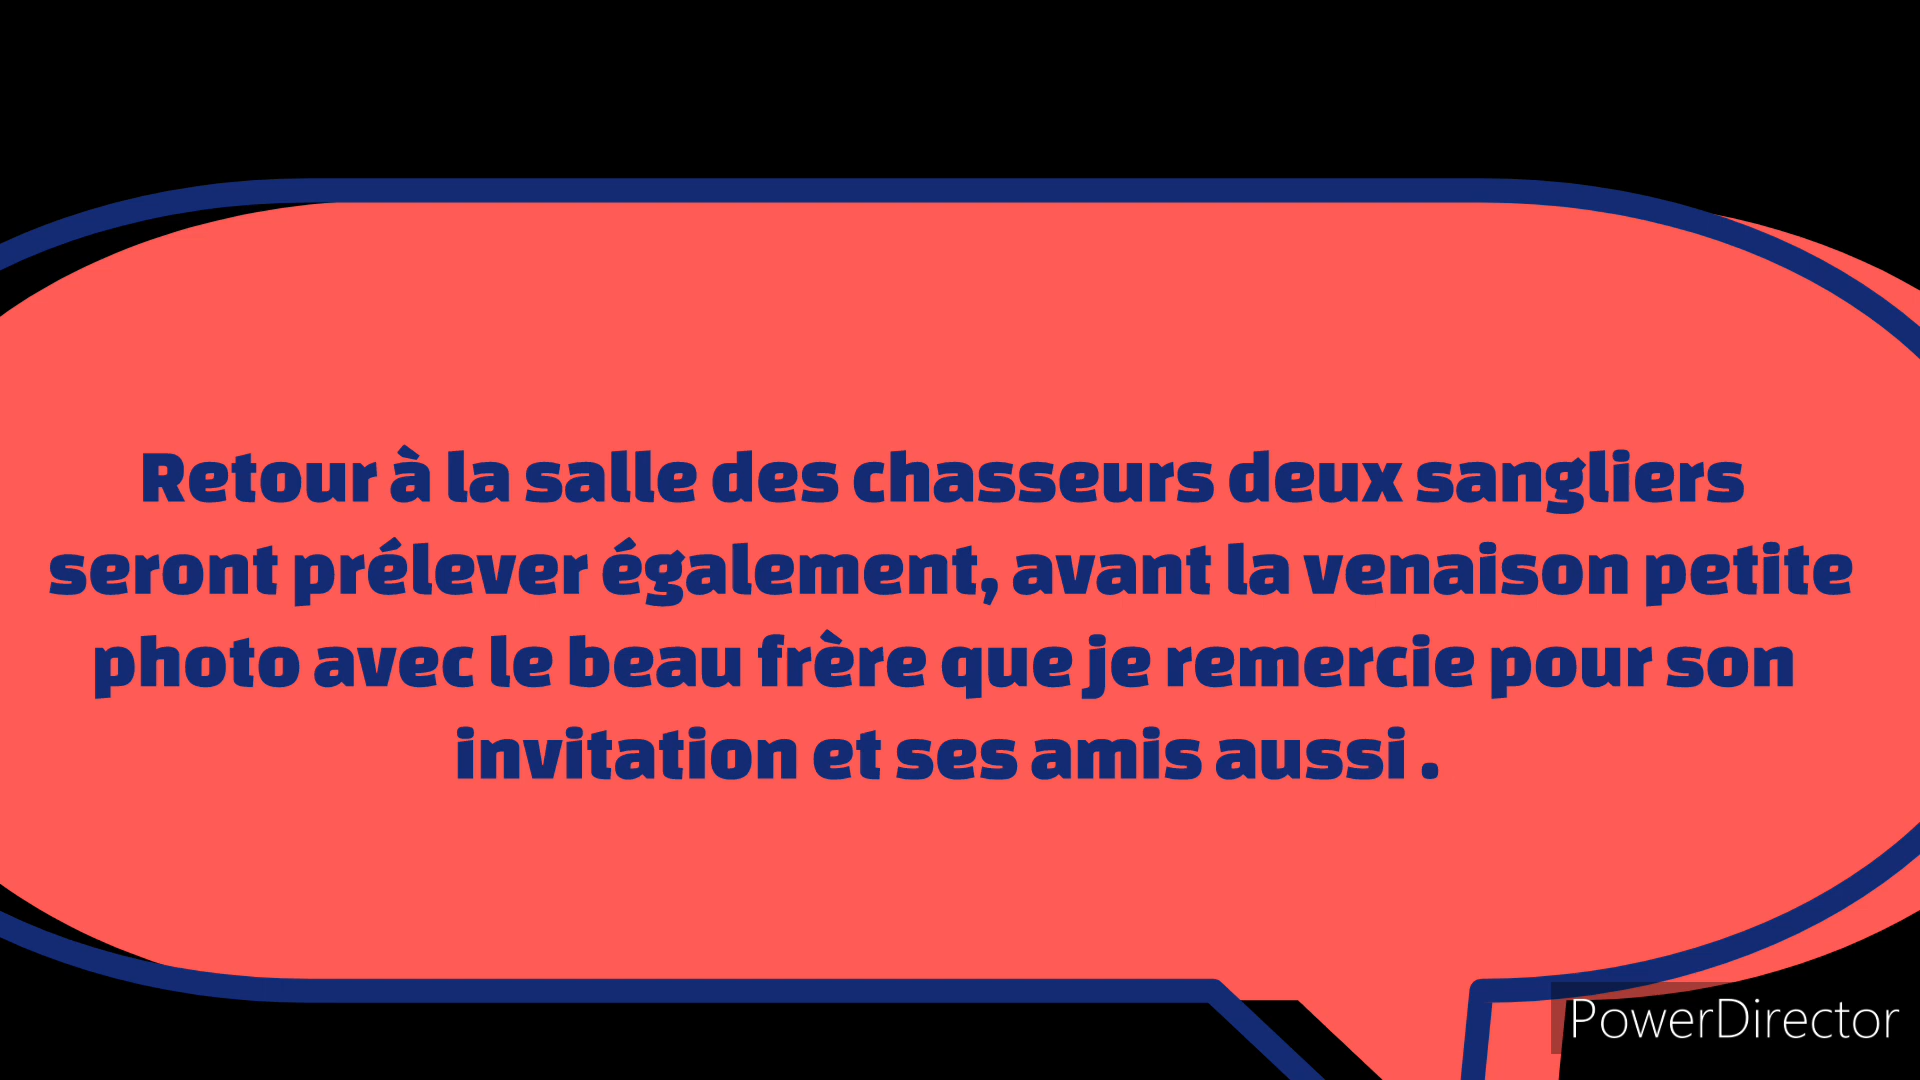 Retour à la salle des chasseurs deux sangliers
seront prélever également, avant la venaison petite
photo avec le beau frère que je remercie pour son
invitation et ses amis aussi .
PowerDirector